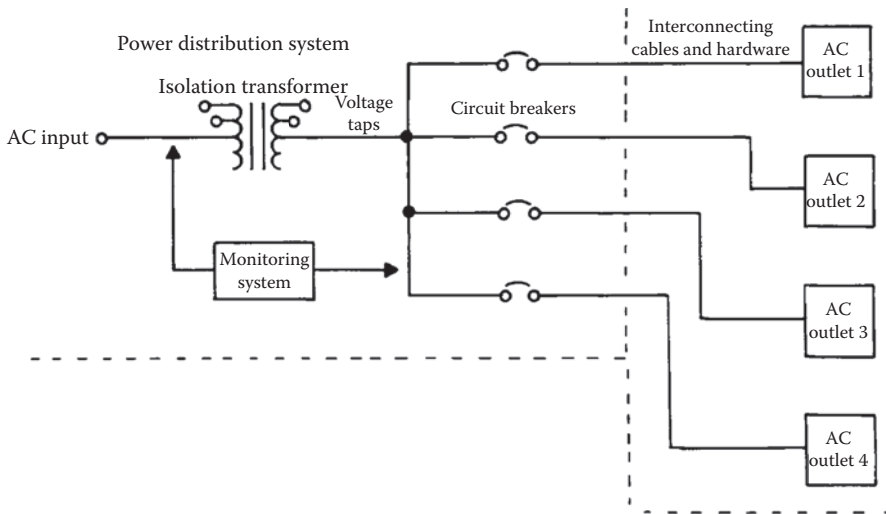 Power distribution system
Isolation transformer
AC input
Voltage
taps
Circuit breakers
Monitoring
system
Interconnecting
cables and hardware
AC
outlet 1
AC
outlet 2
AC
outlet 3
AC
outlet 4